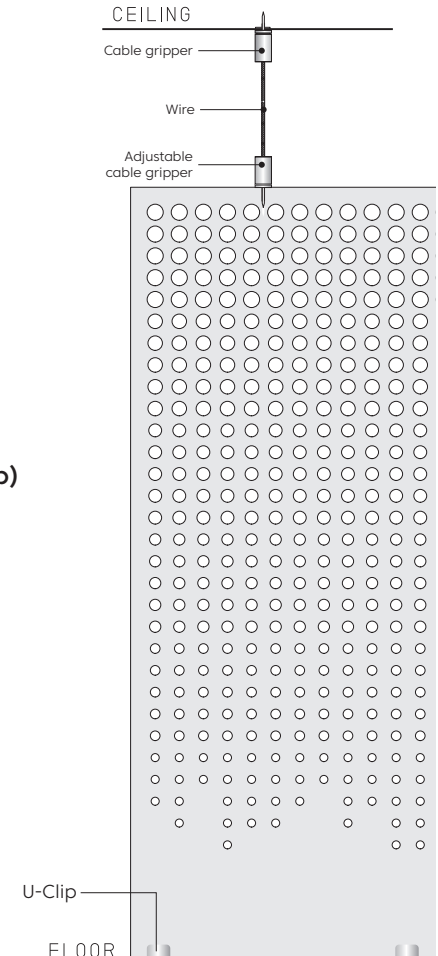 CEILING
Cable gripper
Wire
Adjustable
cable gripper
U-Clip
FLOOR